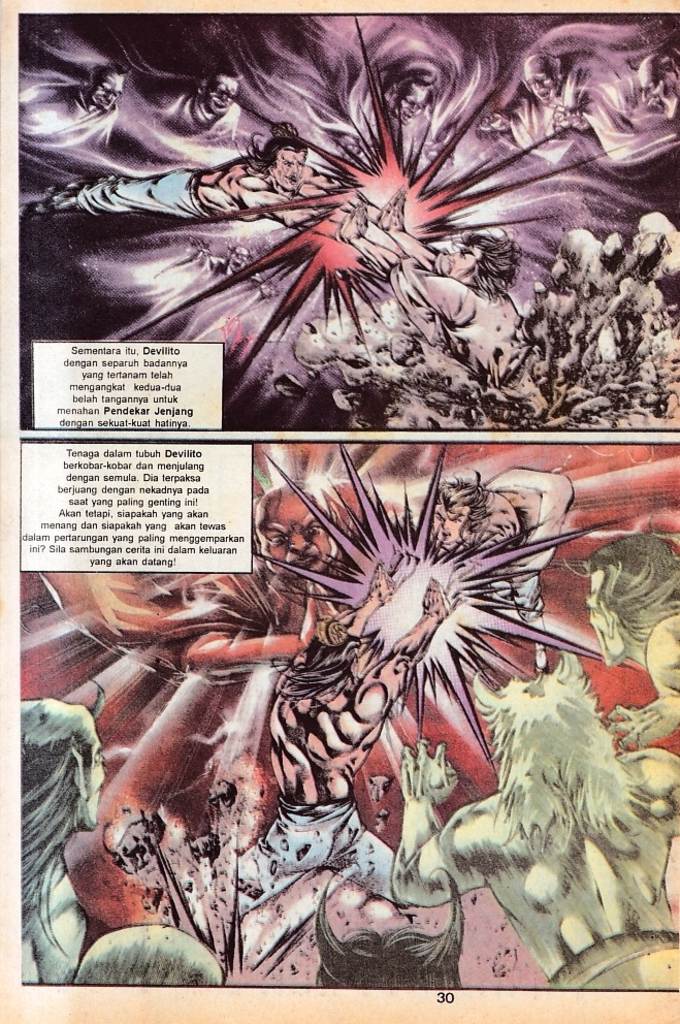 Sementara itu, Devilito
dengan separuh badannya
yang tertanam telah
mengangkat kedua-dua
belah tangannya untuk
menahan Pendekar Jenjang
dengan sekuat-kuat hatinya.
Tenaga dalam tubuh Devilito
berkobar-kobar dan menjulang
dengan semula. Dia terpaksa
berjuang dengan nekadnya pada
saat yang paling genting ini!
Akan tetapi, siapakah yang akan
menang dan siapakah yang akan tewas
dalam pertarungan yang paling menggemparkan
ini? Sila sambungan cerita ini dalam keluaran
yang akan datang!
30